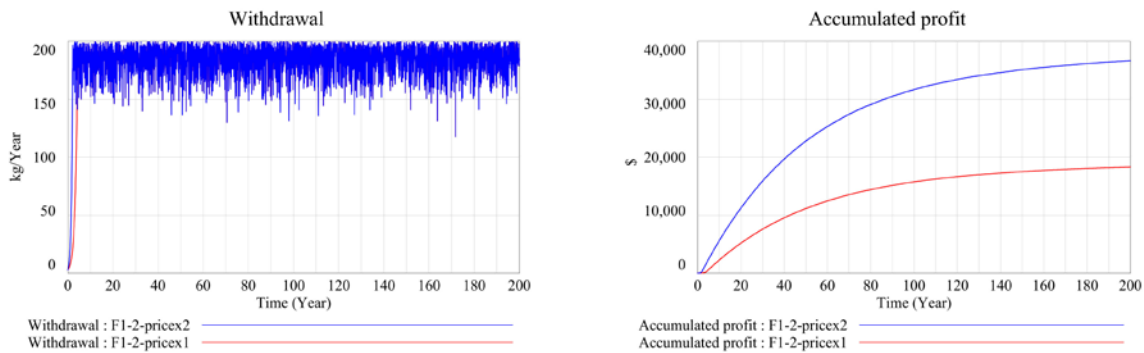 Withdrawal
200
150
100
50
0
kg/Year
0 20 40 60 80 100 120 140 160 180 200
Time (Year)
Withdrawal : F1-2-pricex2
Withdrawal : F1-2-pricex1
Accumulated profit
40,000
30,000
20,000
10,000
0
$
0 20 40 60 80 100 120 140 160 180 200
Time (Year)
Accumulated profit : F1-2-pricex2
Accumulated profit : F1-2-pricex1